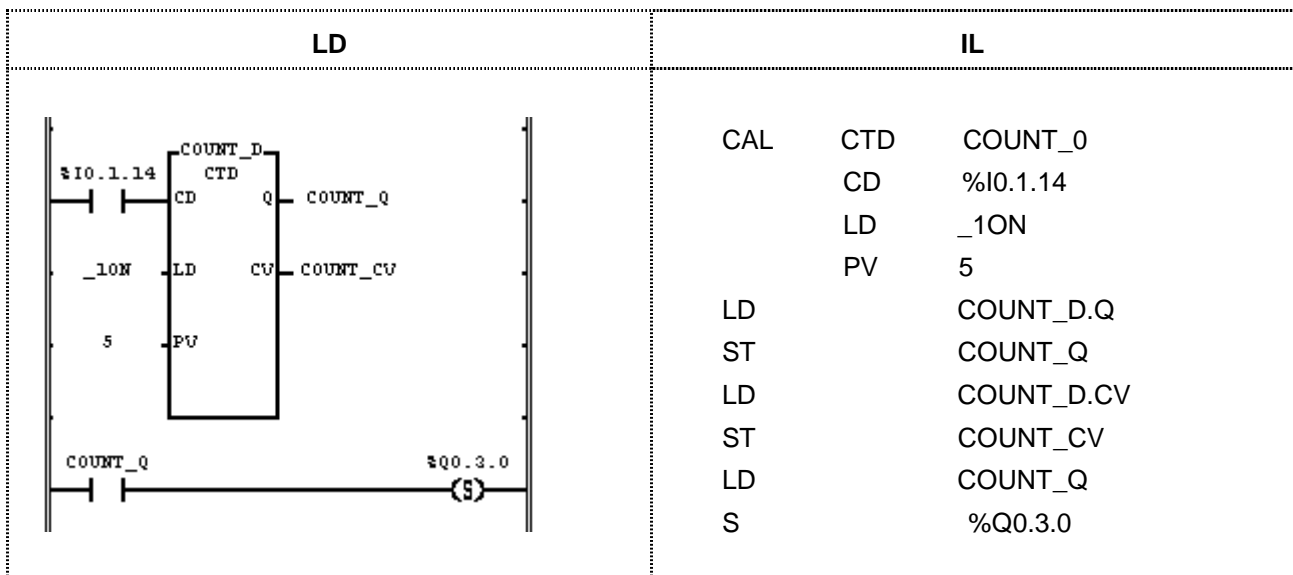 LD
IL
COUNT_D
%I0.1.14
CTD
CD
Q
COUNT_Q
_1ON
LD
CV
COUNT_CV
5
PV
COUNT_Q
%Q0.3.0
(S)
CAL CTD COUNT_0
CD %I0.1.14
LD _1ON
PV 5
LD COUNT_D.Q
ST COUNT_Q
LD COUNT_D.CV
ST COUNT_CV
LD COUNT_Q
S %Q0.3.0